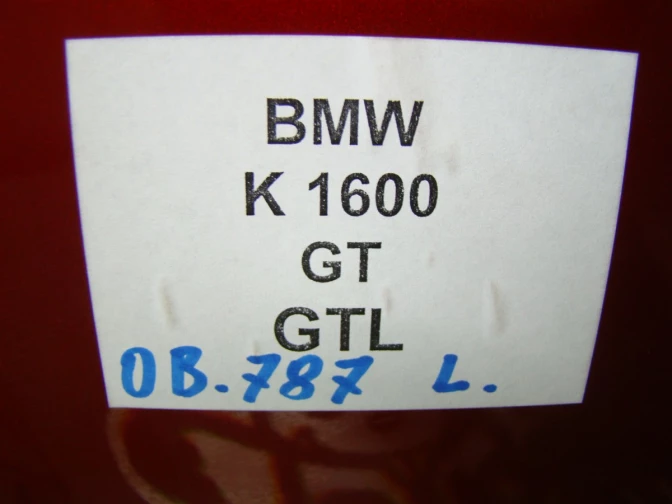 BMW
K 1600
GT
GTL
OB.787 L.